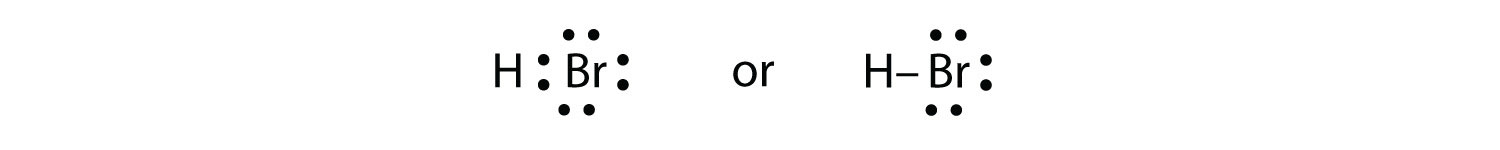 H : Br : or H – Br :